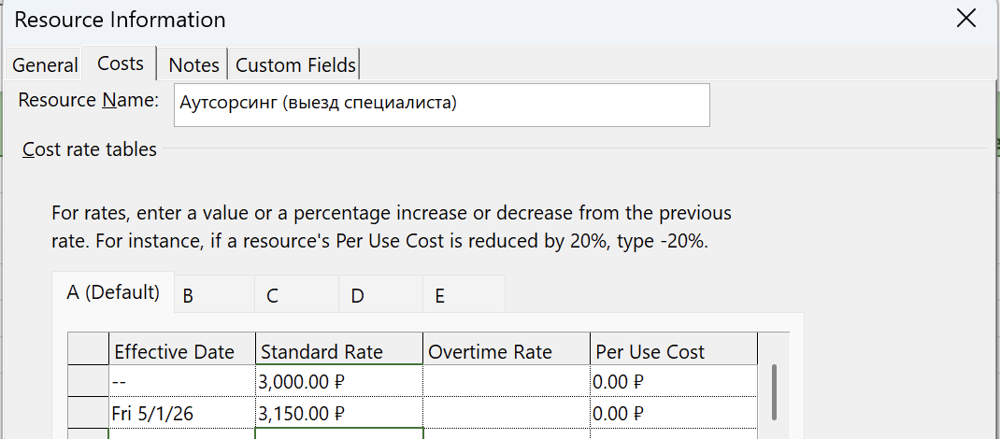 Resource Information
General Costs Notes Custom Fields
Resource Name: Аутсорсинг (выезд специалиста)
Cost rate tables
For rates, enter a value or a percentage increase or decrease from the previous
rate. For instance, if a resource's Per Use Cost is reduced by 20%, type -20%.
A (Default) B C D E
Effective Date Standard Rate Overtime Rate Per Use Cost
-- 3,000.00 ₽ 0.00 ₽
Fri 5/1/26 3,150.00 ₽ 0.00 ₽